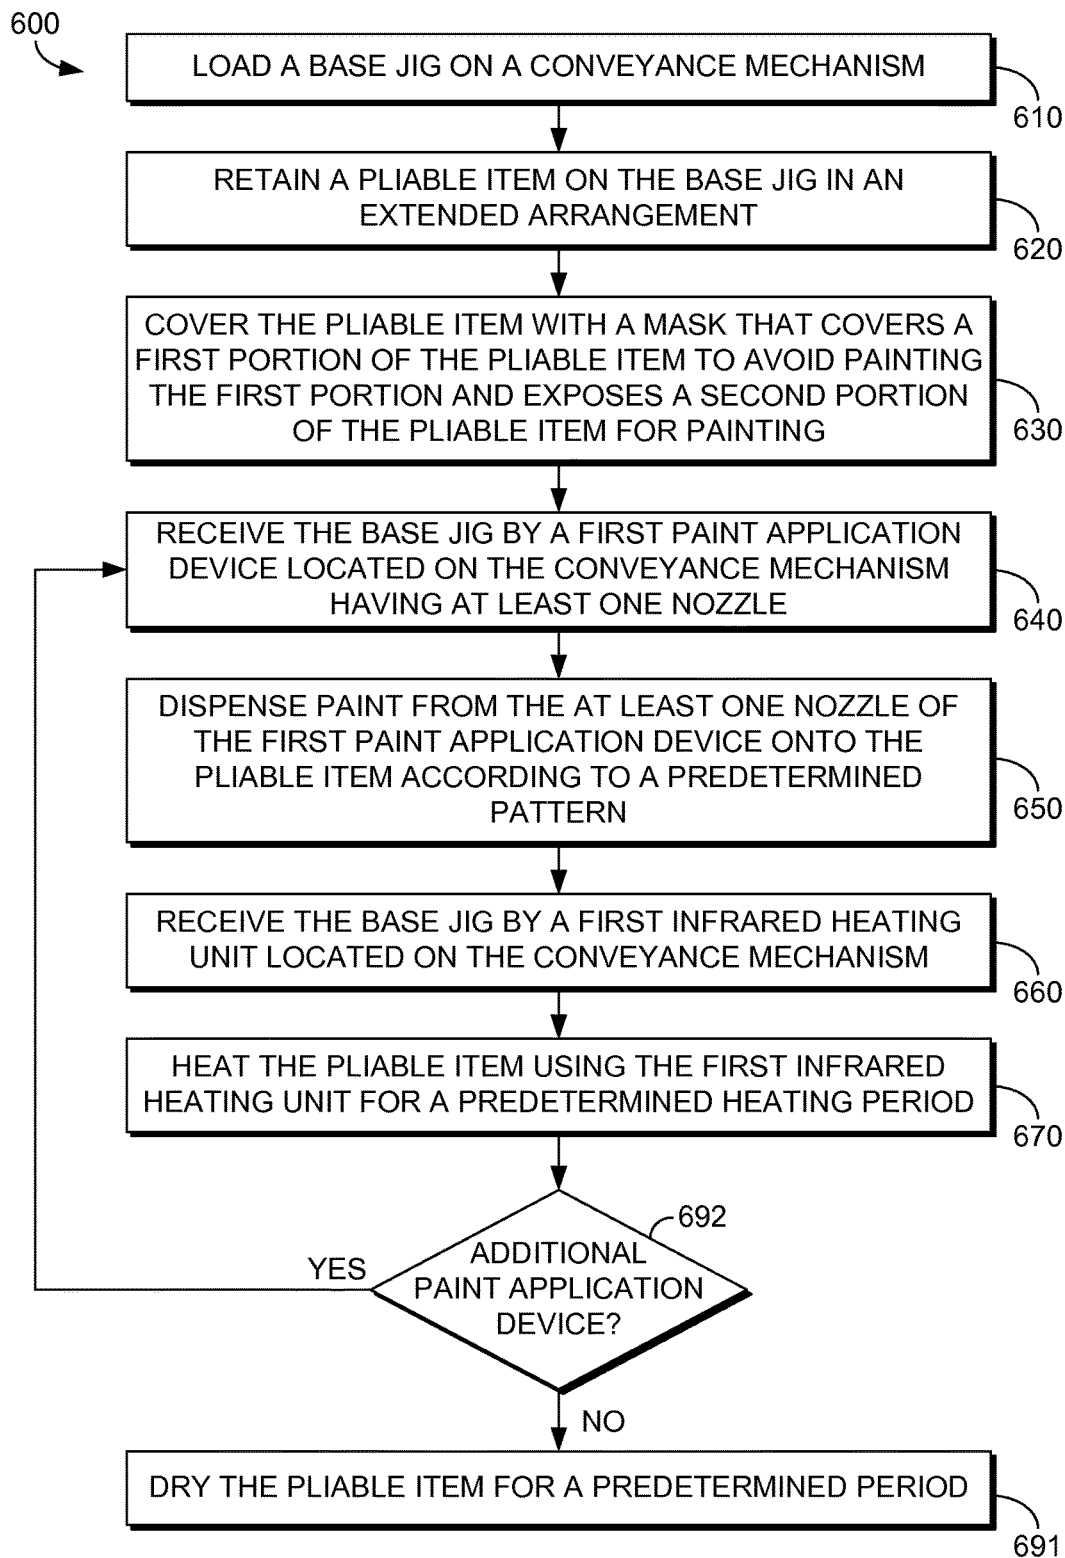 600
LOAD A BASE JIG ON A CONVEYANCE MECHANISM
610
RETAIN A PLIABLE ITEM ON THE BASE JIG IN AN
EXTENDED ARRANGEMENT
620
COVER THE PLIABLE ITEM WITH A MASK THAT COVERS A
FIRST PORTION OF THE PLIABLE ITEM TO AVOID PAINTING
THE FIRST PORTION AND EXPOSES A SECOND PORTION
OF THE PLIABLE ITEM FOR PAINTING
630
RECEIVE THE BASE JIG BY A FIRST PAINT APPLICATION
DEVICE LOCATED ON THE CONVEYANCE MECHANISM
HAVING AT LEAST ONE NOZZLE
640
DISPENSE PAINT FROM THE AT LEAST ONE NOZZLE OF
THE FIRST PAINT APPLICATION DEVICE ONTO THE
PLIABLE ITEM ACCORDING TO A PREDETERMINED
PATTERN
650
RECEIVE THE BASE JIG BY A FIRST INFRARED HEATING
UNIT LOCATED ON THE CONVEYANCE MECHANISM
660
HEAT THE PLIABLE ITEM USING THE FIRST INFRARED
HEATING UNIT FOR A PREDETERMINED HEATING PERIOD
670
692
YES
ADDITIONAL
PAINT APPLICATION
DEVICE?
NO
DRY THE PLIABLE ITEM FOR A PREDETERMINED PERIOD
691